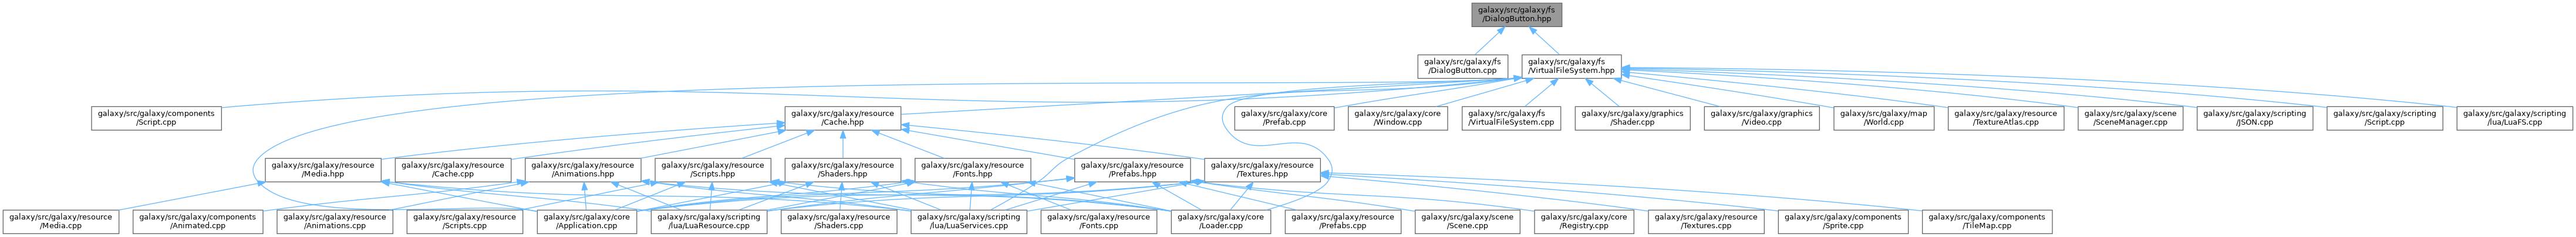 galaxy/src/galaxy/fs
/DialogButton.hpp
galaxy/src/galaxy/fs
/DialogButton.cpp
galaxy/src/galaxy/fs
/VirtualFileSystem.hpp
galaxy/src/galaxy/components
/Script.cpp
galaxy/src/galaxy/resource
/Cache.hpp
galaxy/src/galaxy/core
/Prefab.cpp
galaxy/src/galaxy/core
/Window.cpp
galaxy/src/galaxy/fs
/VirtualFileSystem.cpp
galaxy/src/galaxy/graphics
/Shader.cpp
galaxy/src/galaxy/graphics
/Video.cpp
galaxy/src/galaxy/map
/World.cpp
galaxy/src/galaxy/resource
/TextureAtlas.cpp
galaxy/src/galaxy/scene
/SceneManager.cpp
galaxy/src/galaxy/scripting
/JSON.cpp
galaxy/src/galaxy/scripting
/Script.cpp
galaxy/src/galaxy/scripting
/lua/LuaFS.cpp
galaxy/src/galaxy/resource
/Media.hpp
galaxy/src/galaxy/resource
/Cache.cpp
galaxy/src/galaxy/resource
/Animations.hpp
galaxy/src/galaxy/resource
/Scripts.hpp
galaxy/src/galaxy/resource
/Shaders.hpp
galaxy/src/galaxy/resource
/Fonts.hpp
galaxy/src/galaxy/resource
/Prefabs.hpp
galaxy/src/galaxy/resource
/Textures.hpp
galaxy/src/galaxy/resource
/Media.cpp
galaxy/src/galaxy/components
/Animated.cpp
galaxy/src/galaxy/resource
/Animations.cpp
galaxy/src/galaxy/resource
/Scripts.cpp
galaxy/src/galaxy/core
/Application.cpp
galaxy/src/galaxy/scripting
/lua/LuaResource.cpp
galaxy/src/galaxy/resource
/Shaders.cpp
galaxy/src/galaxy/scripting
/lua/LuaServices.cpp
galaxy/src/galaxy/resource
/Fonts.cpp
galaxy/src/galaxy/core
/Loader.cpp
galaxy/src/galaxy/resource
/Prefabs.cpp
galaxy/src/galaxy/scene
/Scene.cpp
galaxy/src/galaxy/core
/Registry.cpp
galaxy/src/galaxy/resource
/Textures.cpp
galaxy/src/galaxy/components
/Sprite.cpp
galaxy/src/galaxy/components
/TileMap.cpp